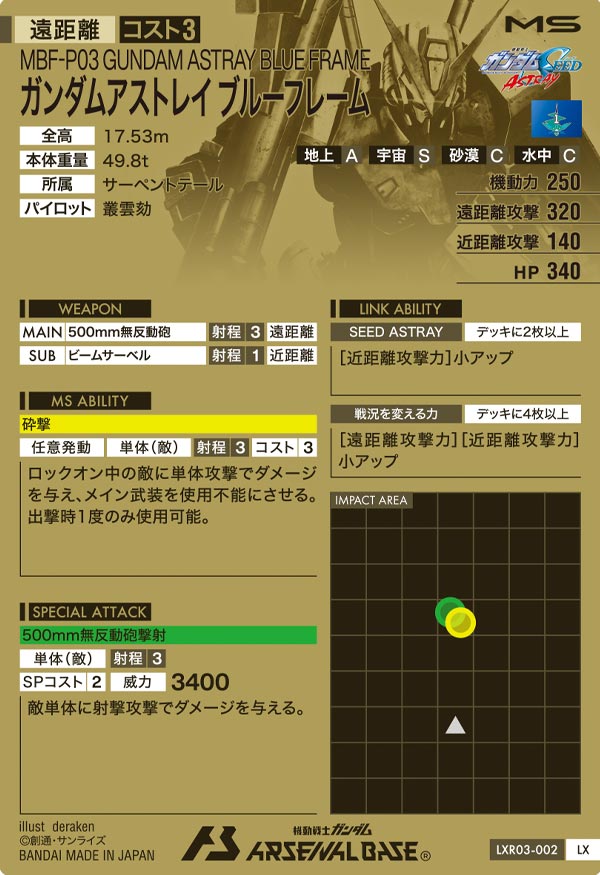 遠距離 コスト3 MS
MBF-P03 GUNDAM ASTRAY BLUE FRAME
ガンダムアストレイ ブルーフレーム
ガンダムSEED
ASTRAY
全高 17.53m
本体重量 49.8t
所属 サーペントテール
パイロット 叢雲劾
地上 A 宇宙 S 砂漠 C 水中 C
機動力 250
遠距離攻撃 320
近距離攻撃 140
HP 340
WEAPON
MAIN 500mm無反動砲 射程 3 遠距離
SUB ビームサーベル 射程 1 近距離
MS ABILITY
砕撃
任意発動 単体(敵) 射程 3 コスト 3
ロックオン中の敵に単体攻撃でダメージ
を与え、メイン武装を使用不能にさせる。
出撃時1度のみ使用可能。
SPECIAL ATTACK
500mm無反動砲撃射
単体(敵) 射程 3
SPコスト 2 威力 3400
敵単体に射撃攻撃でダメージを与える。
LINK ABILITY
SEED ASTRAY デッキに2枚以上
[近距離攻撃力]小アップ
戦況を変える力 デッキに4枚以上
[遠距離攻撃力][近距離攻撃力]
小アップ
IMPACT AREA
illust deraken
©創通・サンライズ
BANDAI MADE IN JAPAN
機動戦士ガンダム
ARSENAL BASE®
LXR03-002 LX